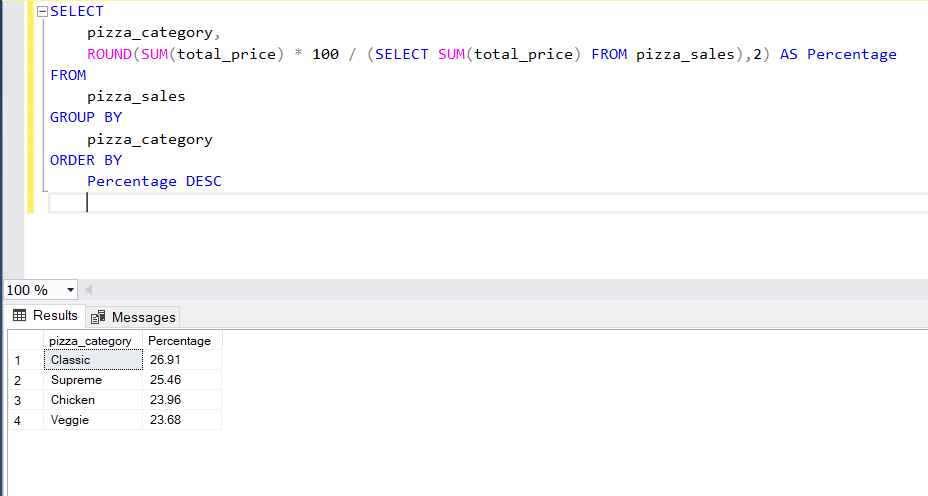 SELECT
pizza_category,
ROUND(SUM(total_price) * 100 / (SELECT SUM(total_price) FROM pizza_sales),2) AS Percentage
FROM
pizza_sales
GROUP BY
pizza_category
ORDER BY
Percentage DESC
100 %
Results Messages
pizza_category Percentage
1 Classic 26.91
2 Supreme 25.46
3 Chicken 23.96
4 Veggie 23.68